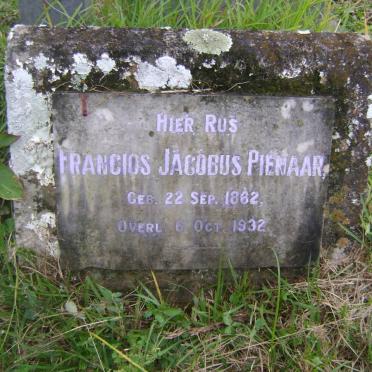 HIER RUS
FRANCIOS JACOBUS PIENAAR.
GEB. 22 SEP. 1862.
OVERL 6 OCT. 1932.